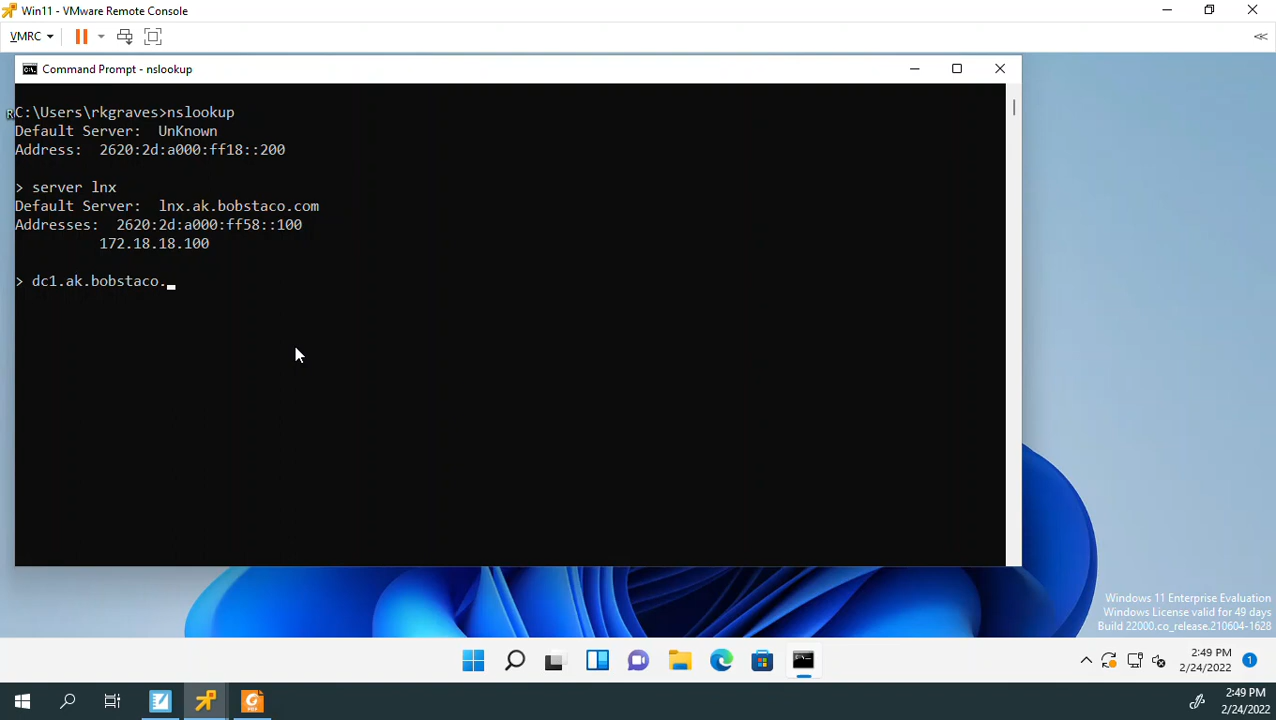 Win11 - VMware Remote Console
VMRC
Command Prompt - nslookup
C:\Users\rkgraves>nslookup
Default Server:  UnKnown
Address:  2620:2d:a000:ff18::200
> server lnx
Default Server:  lnx.ak.bobstaco.com
Addresses:  2620:2d:a000:ff58::100
172.18.18.100
> dc1.ak.bobstaco._
Windows 11 Enterprise Evaluation
Windows License valid for 49 days
Build 22000.co_release.210604-1628
2:49 PM
2/24/2022
1
2:49 PM
2/24/2022